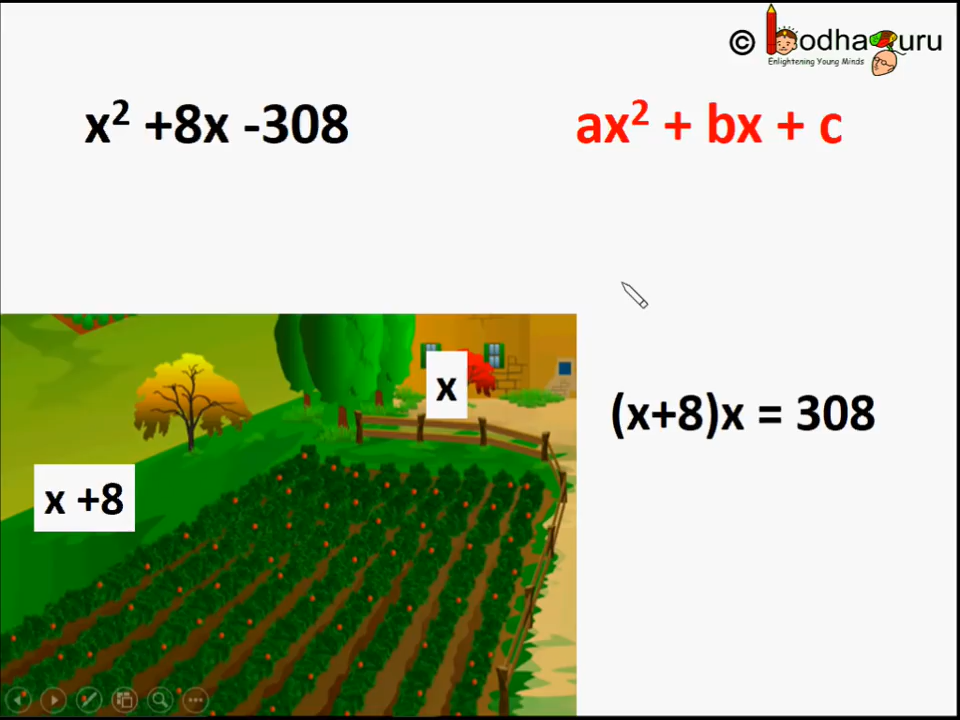 © BodhaGuru
Enlightening Young Minds
x² +8x -308
ax² + bx + c
x
x +8
(x+8)x = 308